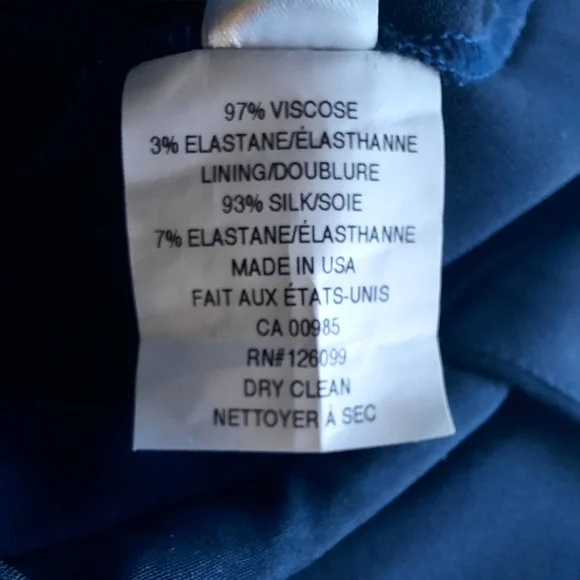 97% VISCOSE
3% ELASTANE/ÉLASTHANNE
LINING/DOUBLURE
93% SILK/SOIE
7% ELASTANE/ÉLASTHANNE
MADE IN USA
FAIT AUX ÉTATS-UNIS
CA 00985
RN#126099
DRY CLEAN
NETTOYER À SEC